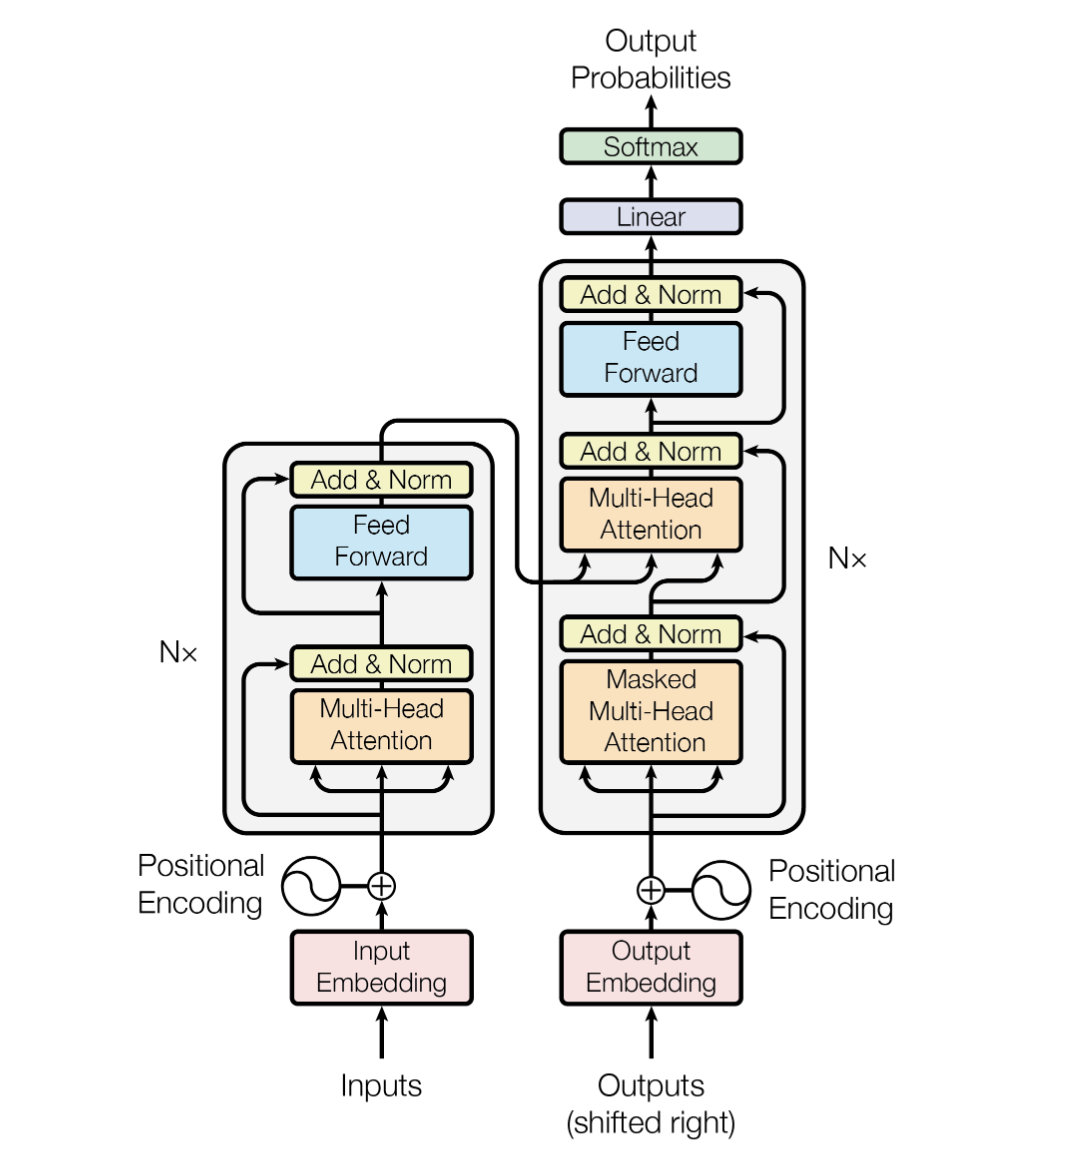 Output
Probabilities
Softmax
Linear
Add & Norm
Feed
Forward
Add & Norm
Multi-Head
Attention
N×
Add & Norm
Masked
Multi-Head
Attention
Add & Norm
Feed
Forward
N×
Add & Norm
Multi-Head
Attention
Positional
Encoding
Positional
Encoding
Input
Embedding
Output
Embedding
Inputs
Outputs
(shifted right)